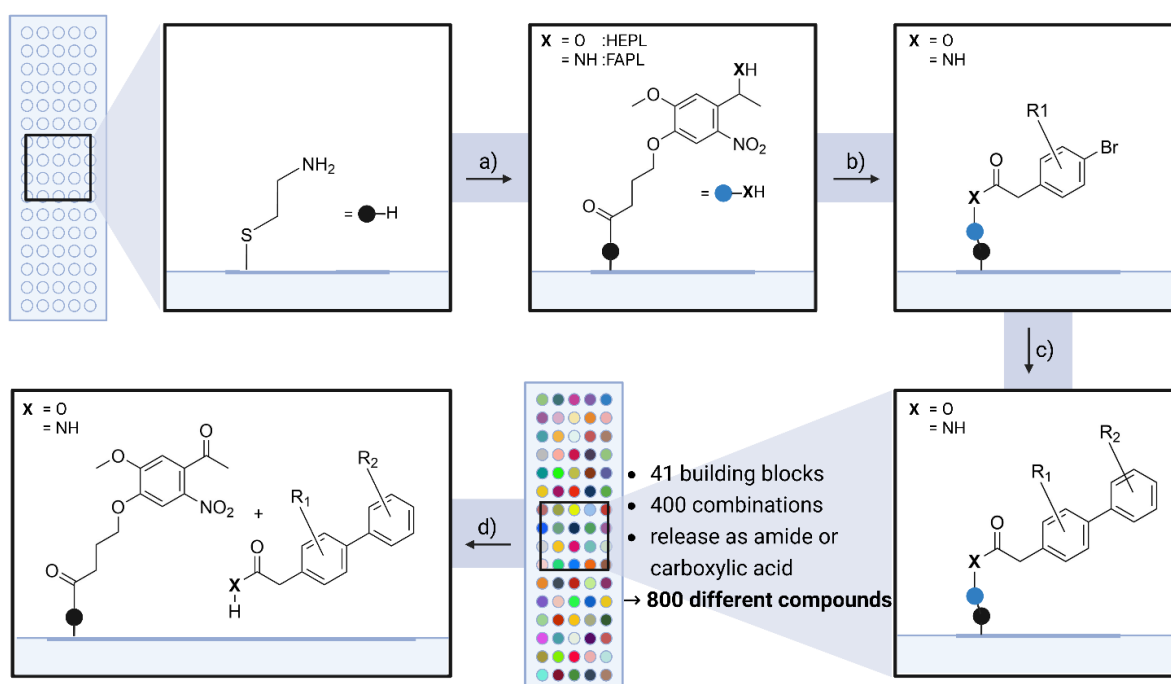 NH₂
S
= ●–H
a)
X = O :HEPL
= NH :FAPL
XH
O
NO₂
O
O
= ●–XH
b)
X = O
= NH
R1
Br
O
X
c)
X = O
= NH
R₂
R₁
O
X
• 41 building blocks
• 400 combinations
• release as amide or
carboxylic acid
→ 800 different compounds
d)
X = O
= NH
O
O
NO₂
O
O
+
R₂
R₁
O
X
H